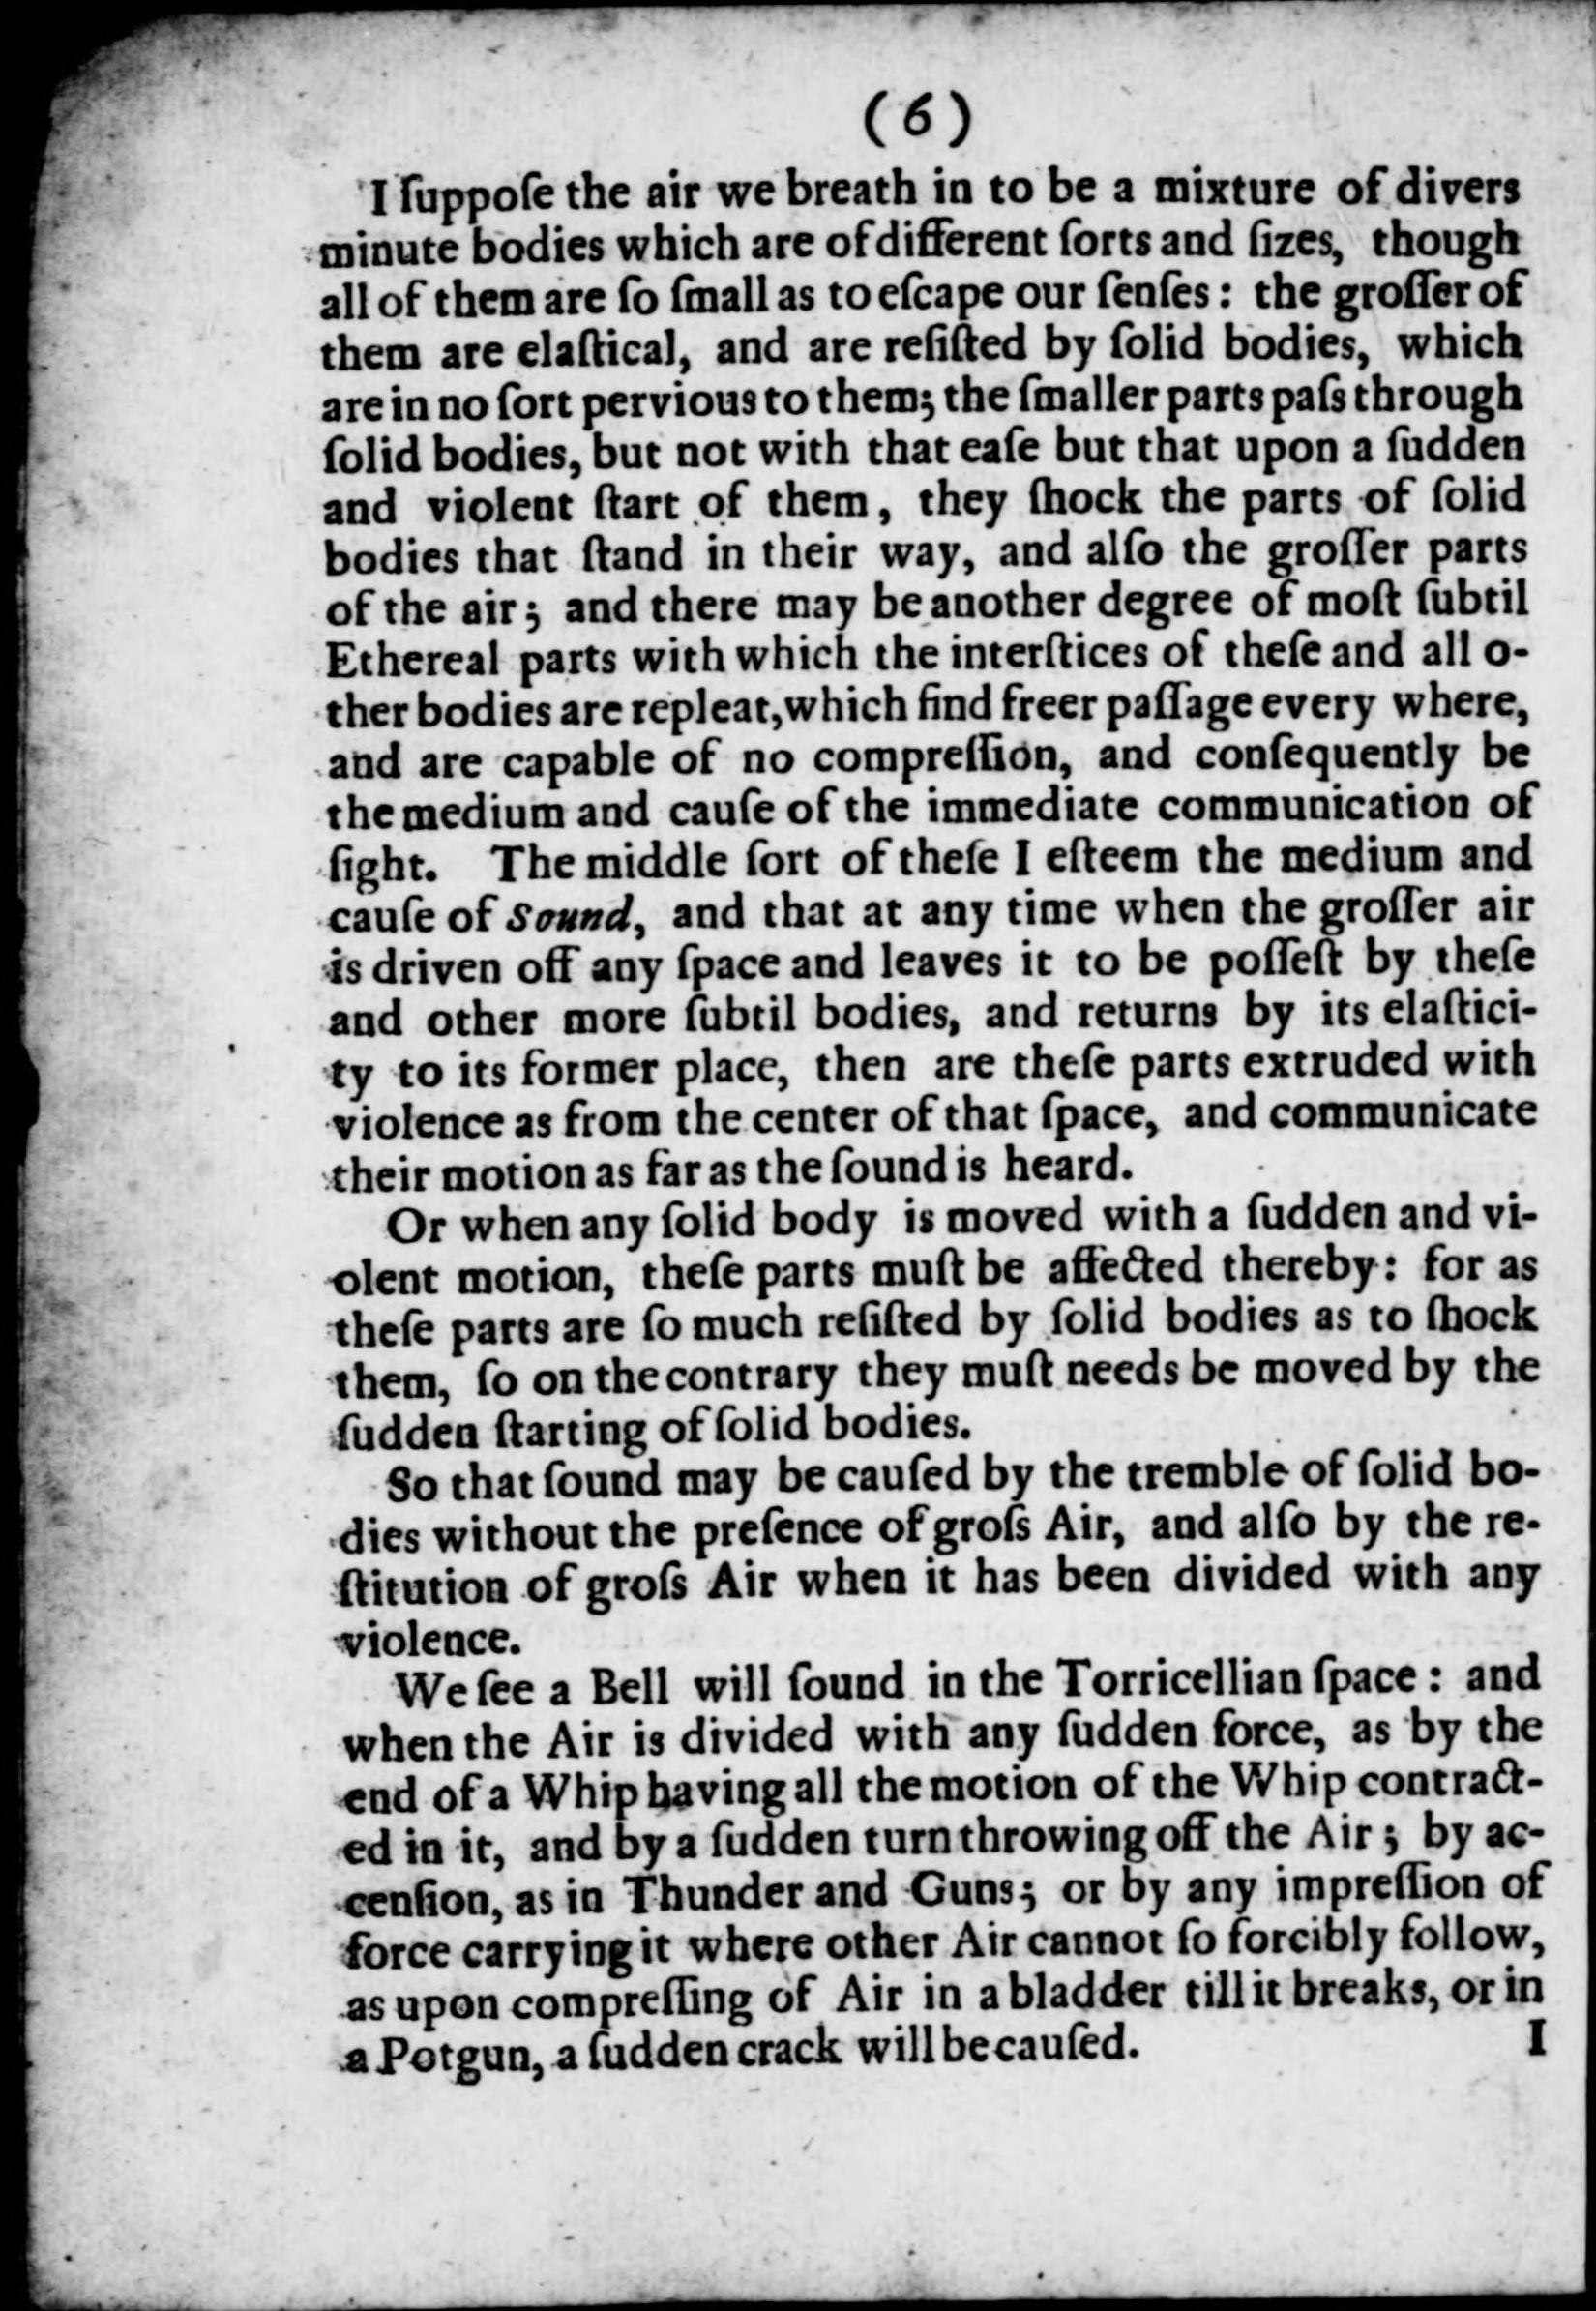 (6)
I ſuppoſe the air we breath in to be a mixture of divers
minute bodies which are of different ſorts and ſizes, though
all of them are ſo ſmall as to eſcape our ſenſes: the groſſer of
them are elaſtical, and are reſiſted by ſolid bodies, which
are in no ſort pervious to them; the ſmaller parts paſs through
ſolid bodies, but not with that eaſe but that upon a ſudden
and violent ſtart of them, they ſhock the parts of ſolid
bodies that ſtand in their way, and alſo the groſſer parts
of the air; and there may be another degree of moſt ſubtil
Ethereal parts with which the interſtices of theſe and all o-
ther bodies are repleat, which find freer paſſage every where,
and are capable of no compreſſion, and conſequently be
the medium and cauſe of the immediate communication of
ſight. The middle ſort of theſe I eſteem the medium and
cauſe of Sound, and that at any time when the groſſer air
is driven off any ſpace and leaves it to be poſſeſt by theſe
and other more ſubtil bodies, and returns by its elaſtici-
ty to its former place, then are theſe parts extruded with
violence as from the center of that ſpace, and communicate
their motion as far as the ſound is heard.
Or when any ſolid body is moved with a ſudden and vi-
olent motion, theſe parts muſt be affected thereby: for as
theſe parts are ſo much reſiſted by ſolid bodies as to ſhock
them, ſo on the contrary they muſt needs be moved by the
ſudden ſtarting of ſolid bodies.
So that ſound may be cauſed by the tremble of ſolid bo-
dies without the preſence of groſs Air, and alſo by the re-
ſtitution of groſs Air when it has been divided with any
violence.
We ſee a Bell will ſound in the Torricellian ſpace: and
when the Air is divided with any ſudden force, as by the
end of a Whip having all the motion of the Whip contract-
ed in it, and by a ſudden turn throwing off the Air; by ac-
cenſion, as in Thunder and Guns; or by any impreſſion of
force carrying it where other Air cannot ſo forcibly follow,
as upon compreſſing of Air in a bladder till it breaks, or in
a Potgun, a ſudden crack will be cauſed.
I